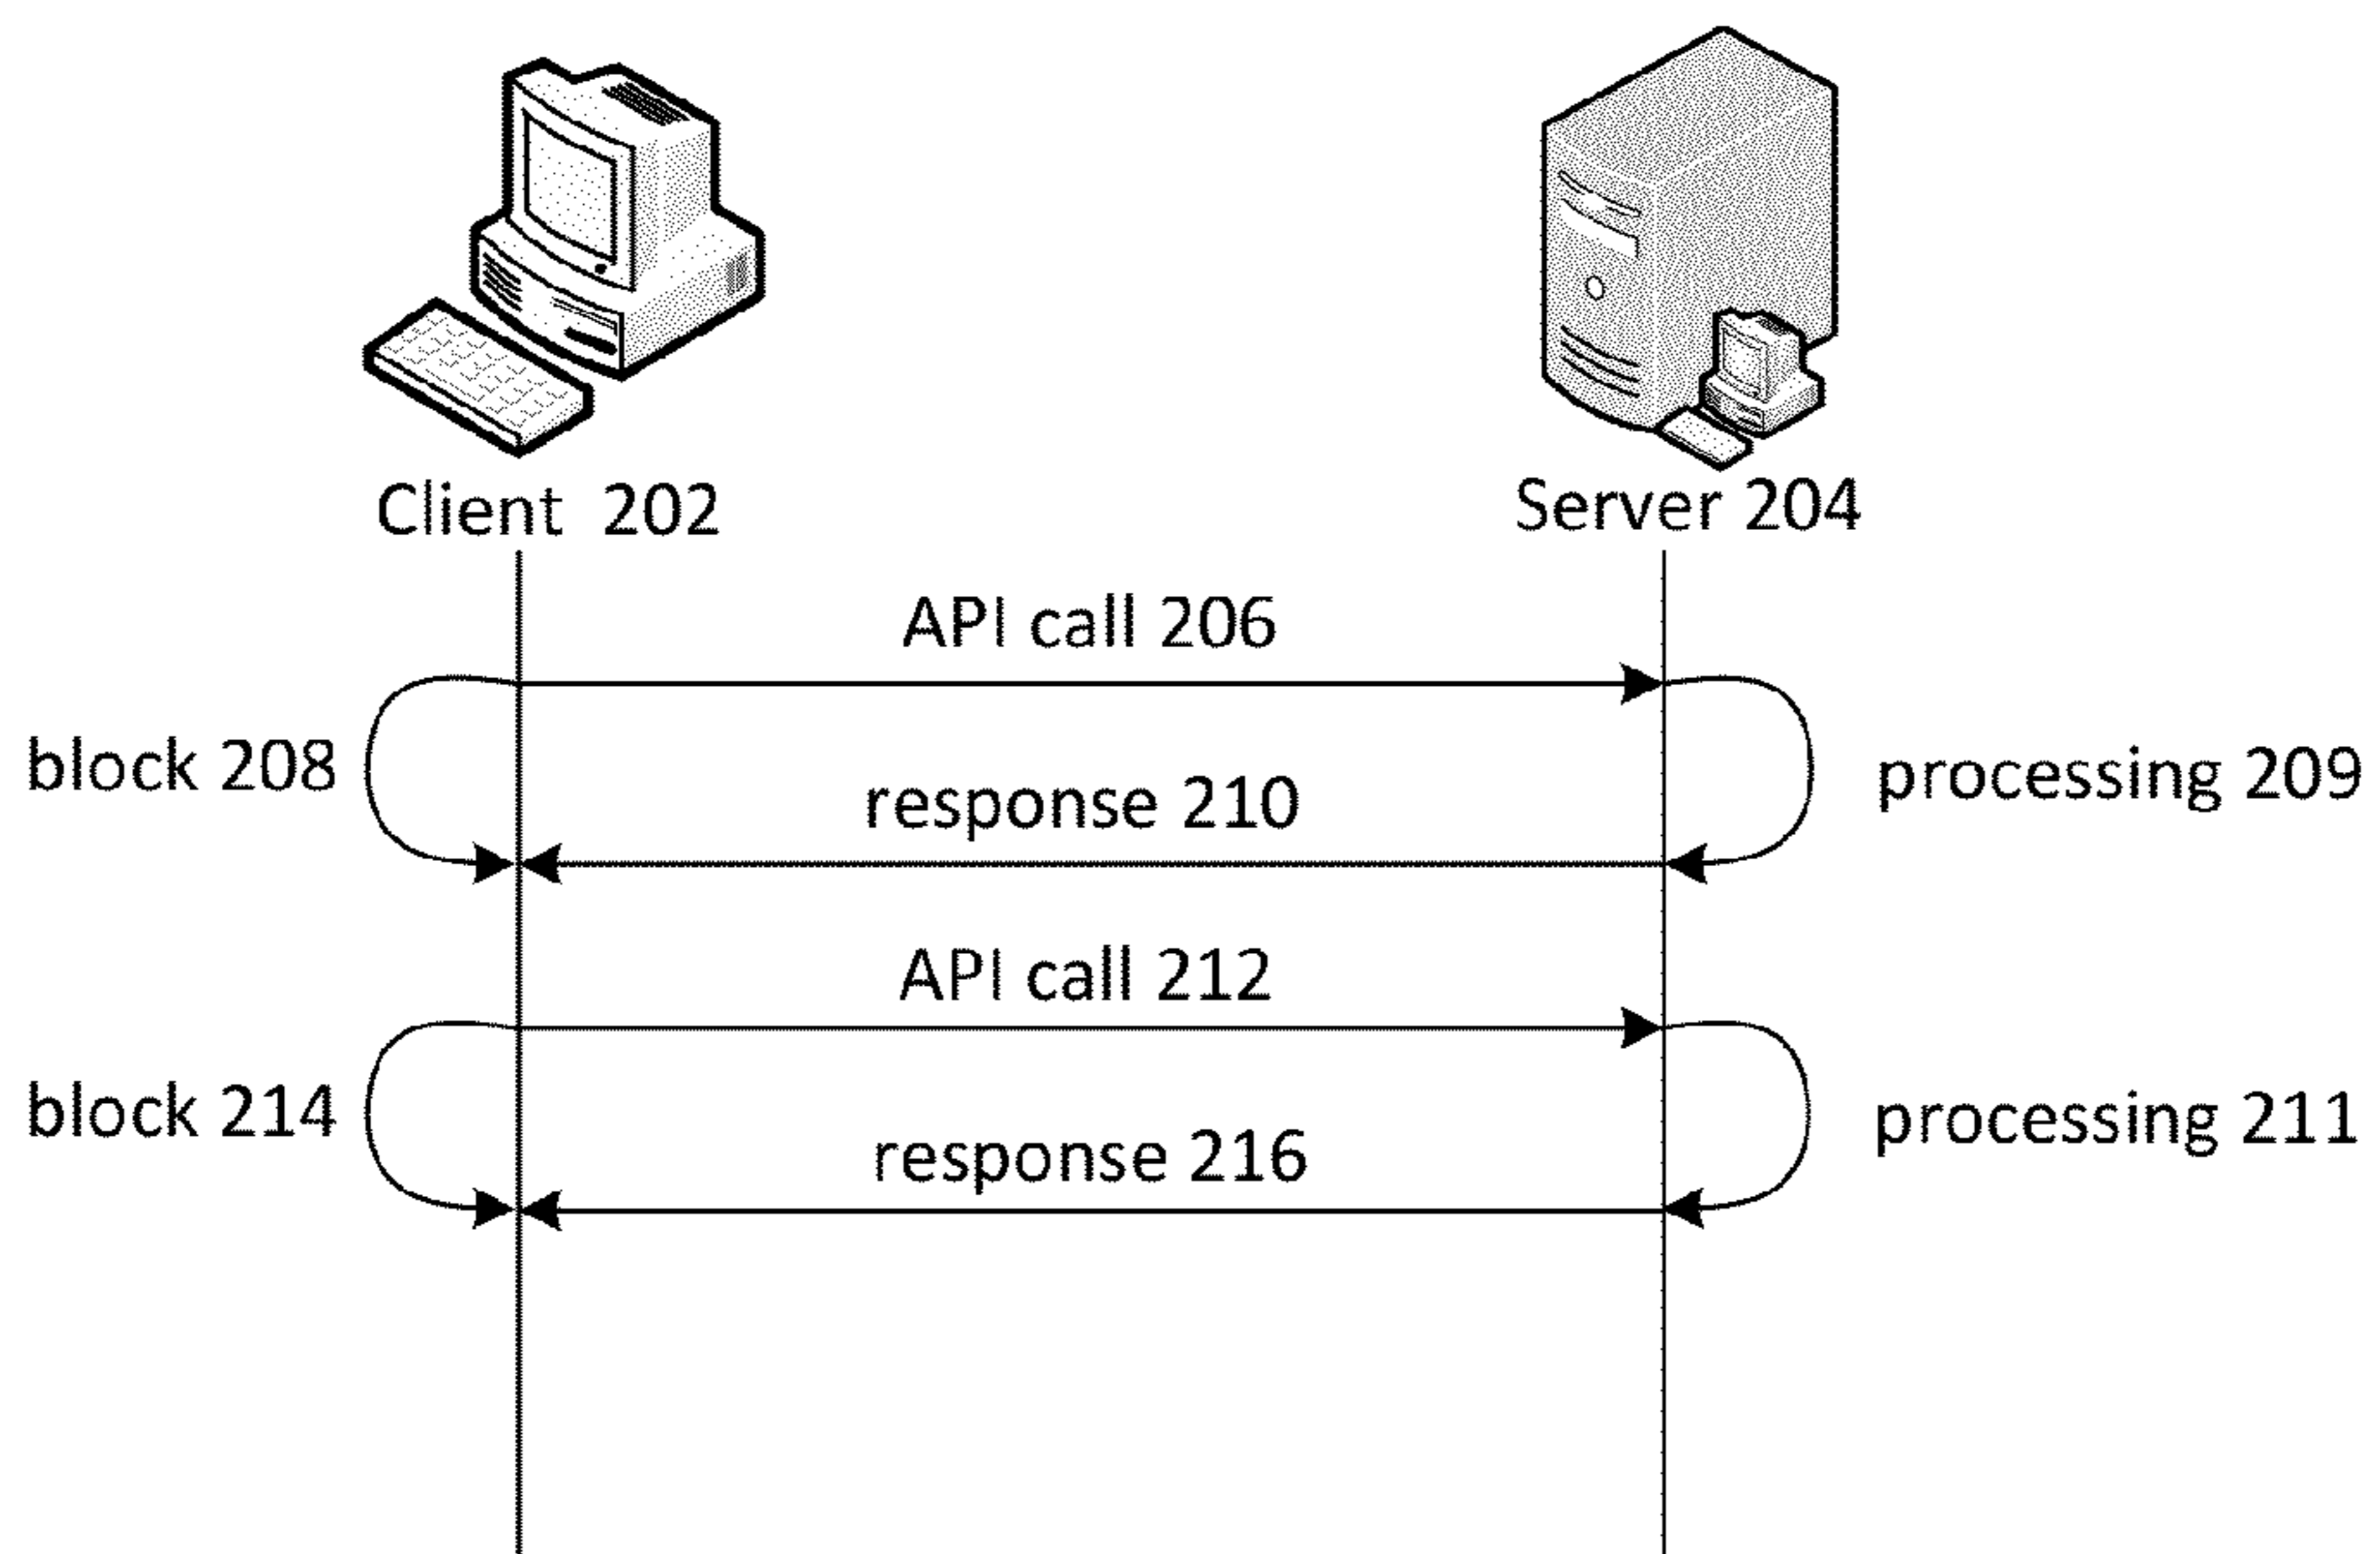 Client 202
Server 204
API call 206
block 208
processing 209
response 210
API call 212
block 214
processing 211
response 216